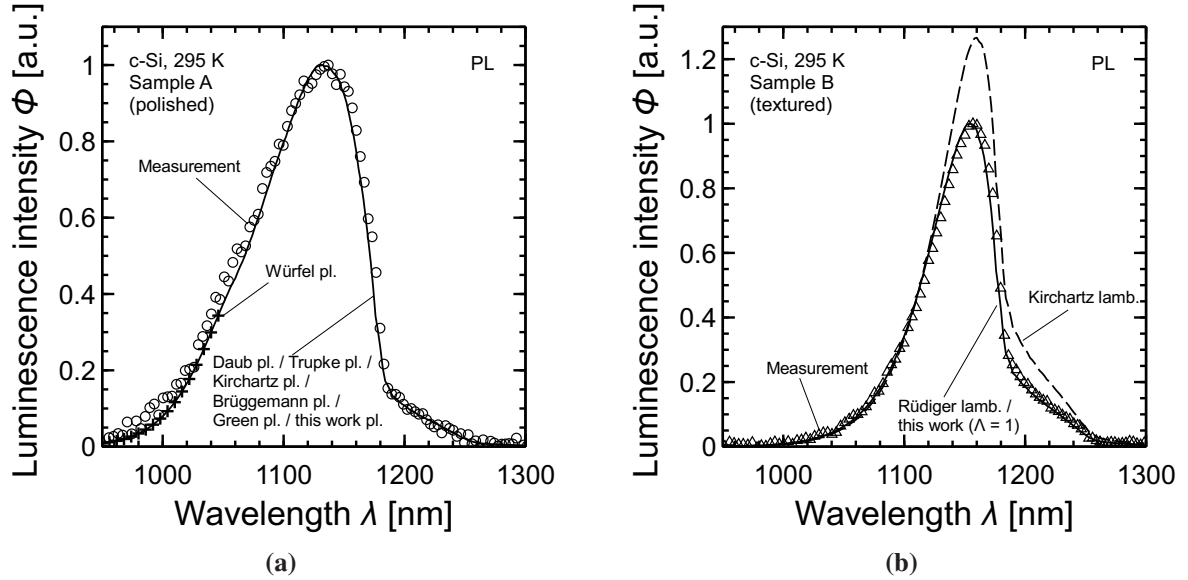 Luminescence intensity Φ [a.u.]
1
0.8
0.6
0.4
0.2
0
c-Si, 295 K
Sample A
(polished)
PL
Measurement
Würfel pl.
Daub pl. / Trupke pl. /
Kirchartz pl. /
Brüggemann pl. /
Green pl. / this work pl.
1000 1100 1200 1300
Wavelength λ [nm]
(a)
Luminescence intensity Φ [a.u.]
1.2
1
0.8
0.6
0.4
0.2
0
c-Si, 295 K
Sample B
(textured)
PL
Kirchartz lamb.
Measurement
Rüdiger lamb. /
this work (Λ = 1)
1000 1100 1200 1300
Wavelength λ [nm]
(b)